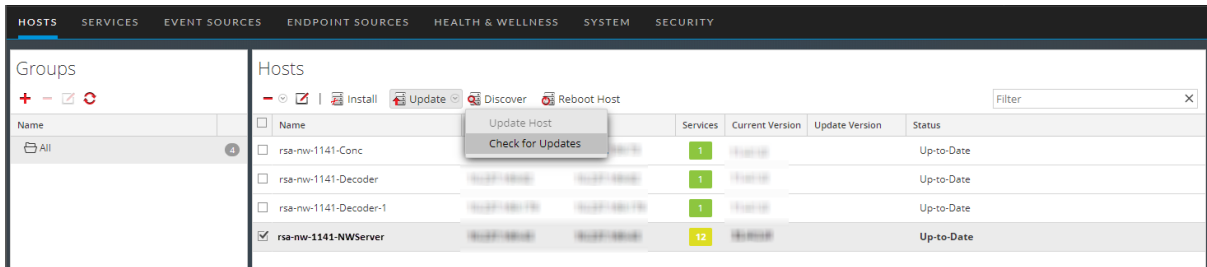 HOSTS SERVICES EVENT SOURCES ENDPOINT SOURCES HEALTH & WELLNESS SYSTEM SECURITY
Groups
Name
All 4
Hosts
Install Update Discover Reboot Host Filter
Update Host
Check for Updates
Name Services Current Version Update Version Status
rsa-nw-1141-Conc 1 Up-to-Date
rsa-nw-1141-Decoder 1 Up-to-Date
rsa-nw-1141-Decoder-1 1 Up-to-Date
rsa-nw-1141-NWServer 12 Up-to-Date